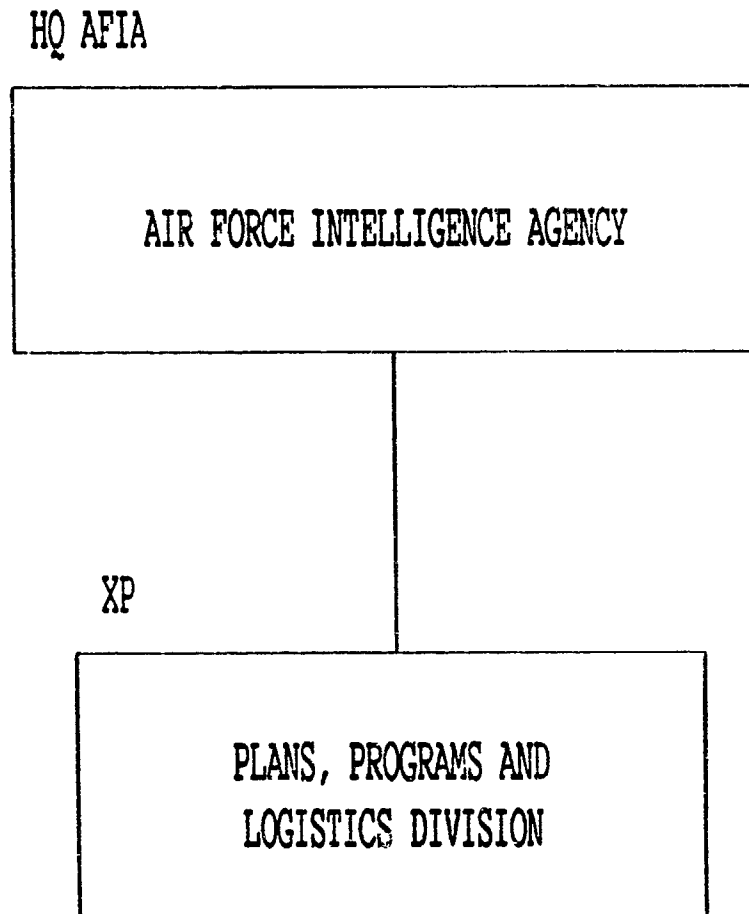 HQ AFIA
AIR FORCE INTELLIGENCE AGENCY
XP
PLANS, PROGRAMS AND
LOGISTICS DIVISION